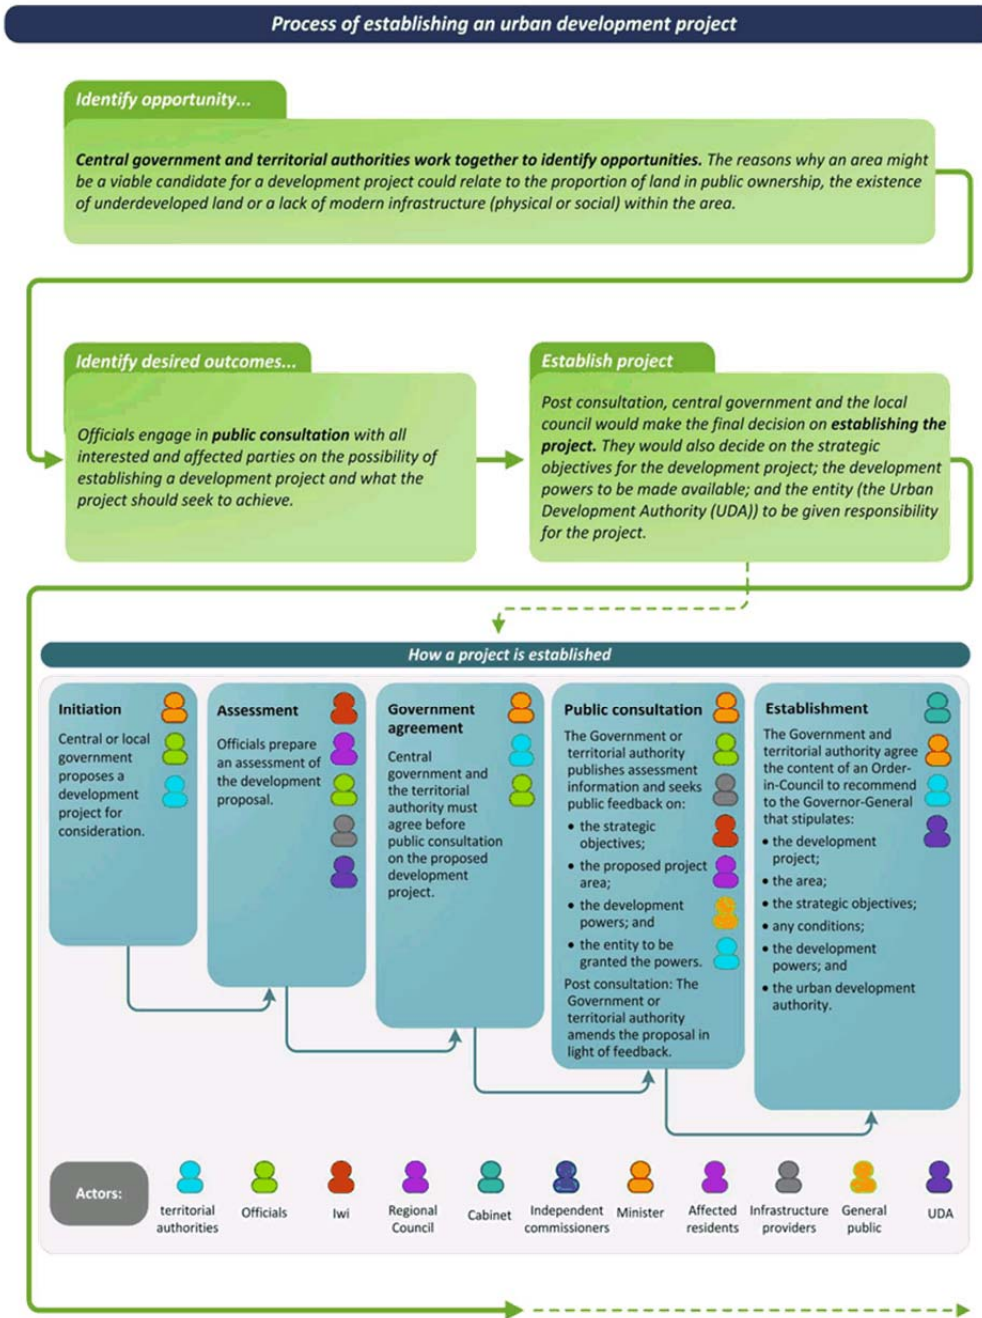 Process of establishing an urban development project
Identify opportunity...
Central government and territorial authorities work together to identify opportunities. The reasons why an area might
be a viable candidate for a development project could relate to the proportion of land in public ownership, the existence
of underdeveloped land or a lack of modern infrastructure (physical or social) within the area.
Identify desired outcomes...
Officials engage in public consultation with all
interested and affected parties on the possibility of
establishing a development project and what the
project should seek to achieve.
Establish project
Post consultation, central government and the local
council would make the final decision on establishing the
project. They would also decide on the strategic
objectives for the development project; the development
powers to be made available; and the entity (the Urban
Development Authority (UDA)) to be given responsibility
for the project.
How a project is established
Initiation
Central or local
government
proposes a
development
project for
consideration.
Assessment
Officials prepare
an assessment of
the development
proposal.
Government
agreement
Central
government and
the territorial
authority must
agree before
public consultation
on the proposed
development
project.
Public consultation
The Government or
territorial authority
publishes assessment
information and seeks
public feedback on:
• the strategic
objectives;
• the proposed project
area;
• the development
powers; and
• the entity to be
granted the powers.
Post consultation: The
Government or
territorial authority
amends the proposal in
light of feedback.
Establishment
The Government and
territorial authority agree
the content of an Order-
in-Council to recommend
to the Governor-General
that stipulates:
• the development
project;
• the area;
• the strategic objectives;
• any conditions;
• the development
powers; and
• the urban development
authority.
Actors:
territorial
authorities
Officials
Iwi
Regional
Council
Cabinet
Independent
commissioners
Minister
Affected
residents
Infrastructure
providers
General
public
UDA